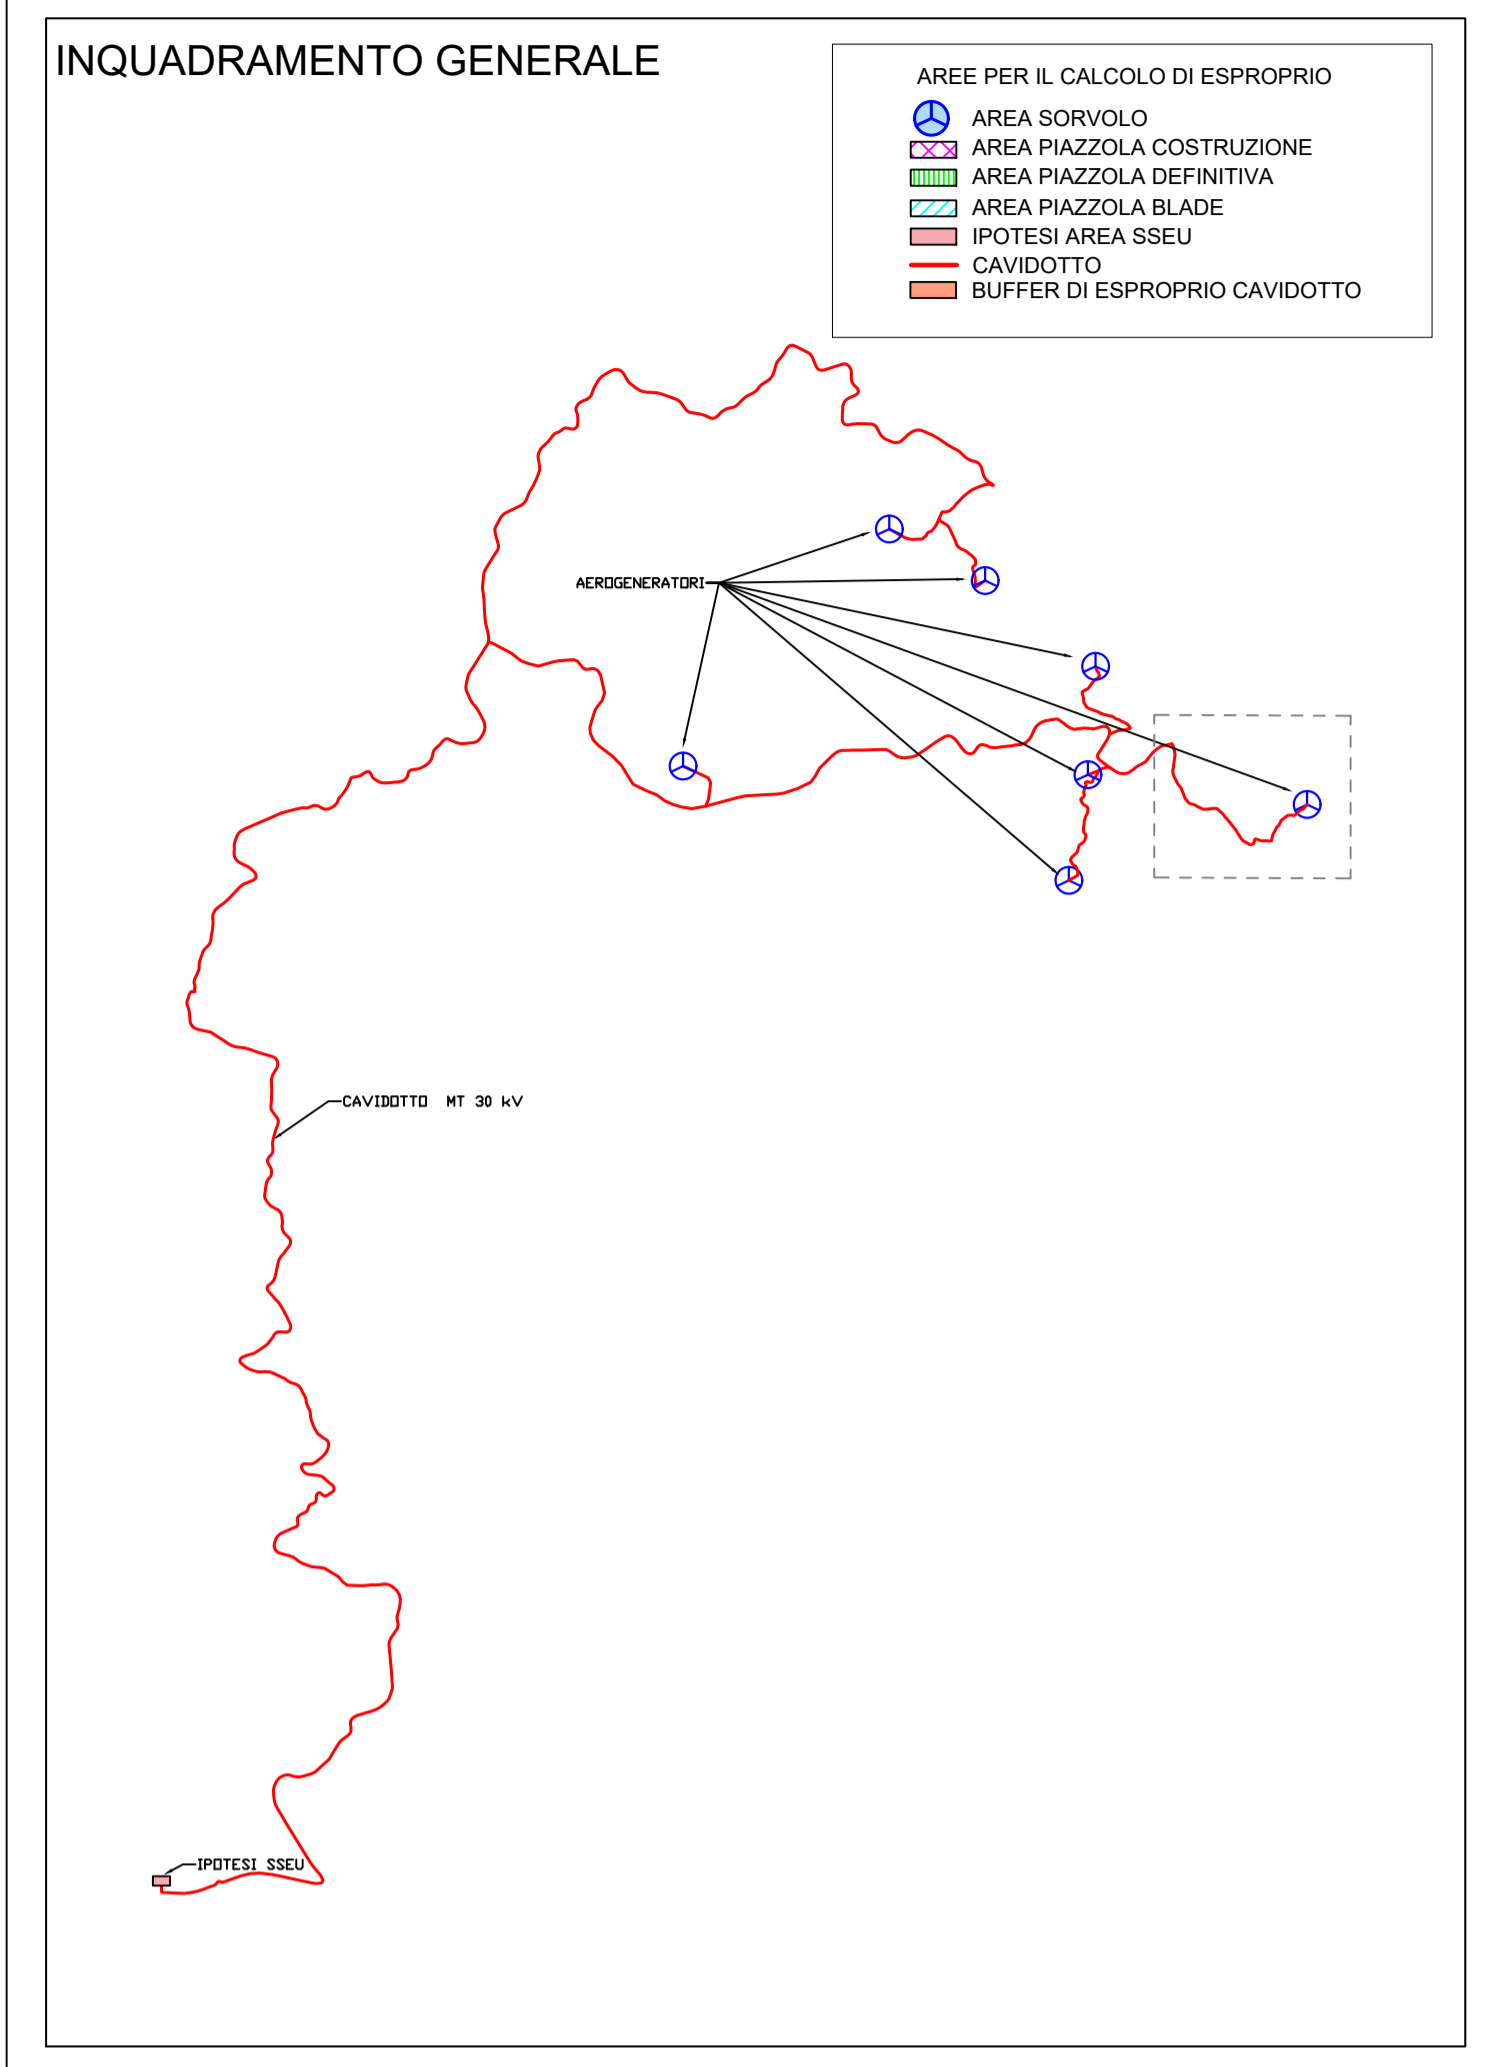 INQUADRAMENTO GENERALE
AREE PER IL CALCOLO DI ESPROPRIO
AREA SORVOLO
AREA PIAZZOLA COSTRUZIONE
AREA PIAZZOLA DEFINITIVA
AREA PIAZZOLA BLADE
IPOTESI AREA SSEU
CAVIDOTTO
BUFFER DI ESPROPRIO CAVIDOTTO
AEROGENERATORI
CAVIDOTTO MT 30 kV
IPOTESI SSEU